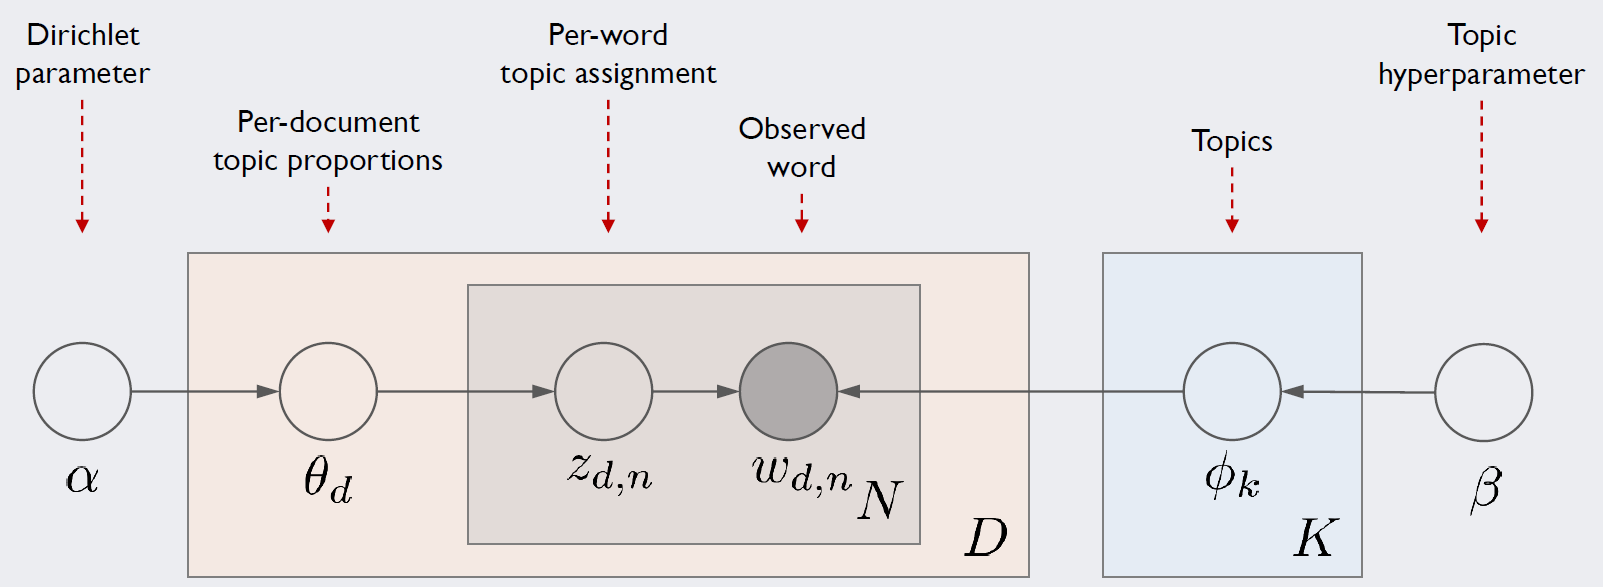 Dirichlet
parameter
Per-document
topic proportions
Per-word
topic assignment
Observed
word
Topics
Topic
hyperparameter
α
θd
zd,n
wd,n
N
D
ϕk
K
β